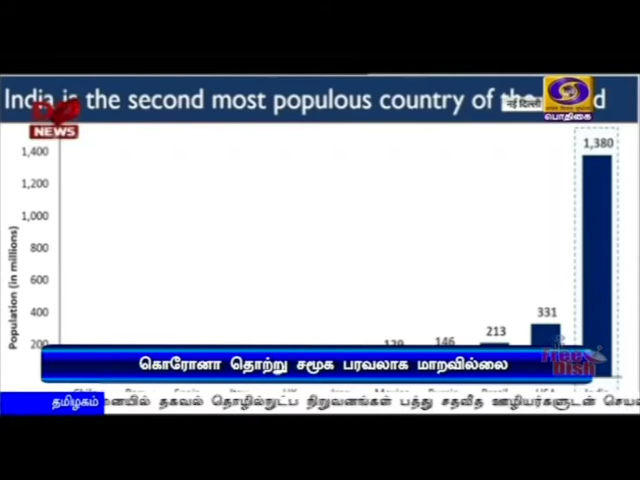 India is the second most populous country of the
நியூ தில்லி
பொதிகை
NEWS
1,400
1,200
1,000
800
600
400
200
Population (in millions)
146
213
331
1,380
கொரோனா தொற்று சமூக பரவலாக மாறவில்லை
Free Dish
தமிழகம்
தகவல் தொழில்நுட்ப நிறுவனங்கள் பத்து சதவீத ஊழியர்களுடன்